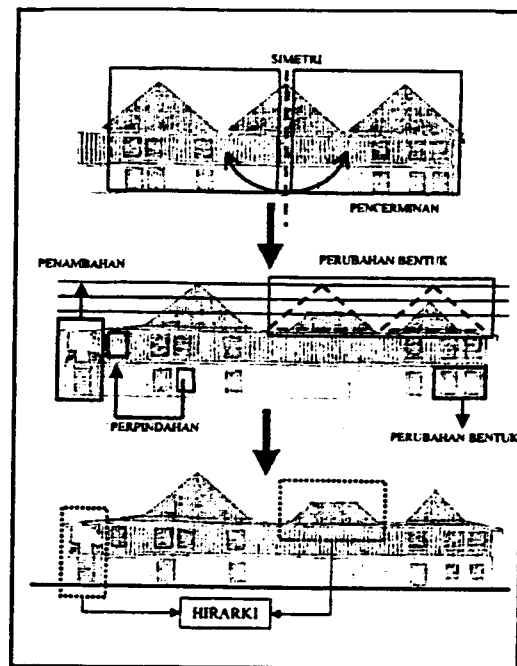 SIMETRI
PENCERMINAN
PENAMBAHAN
PERUBAHAN BENTUK
PERPINDAHAN
PERUBAHAN BENTUK
HIRARKI